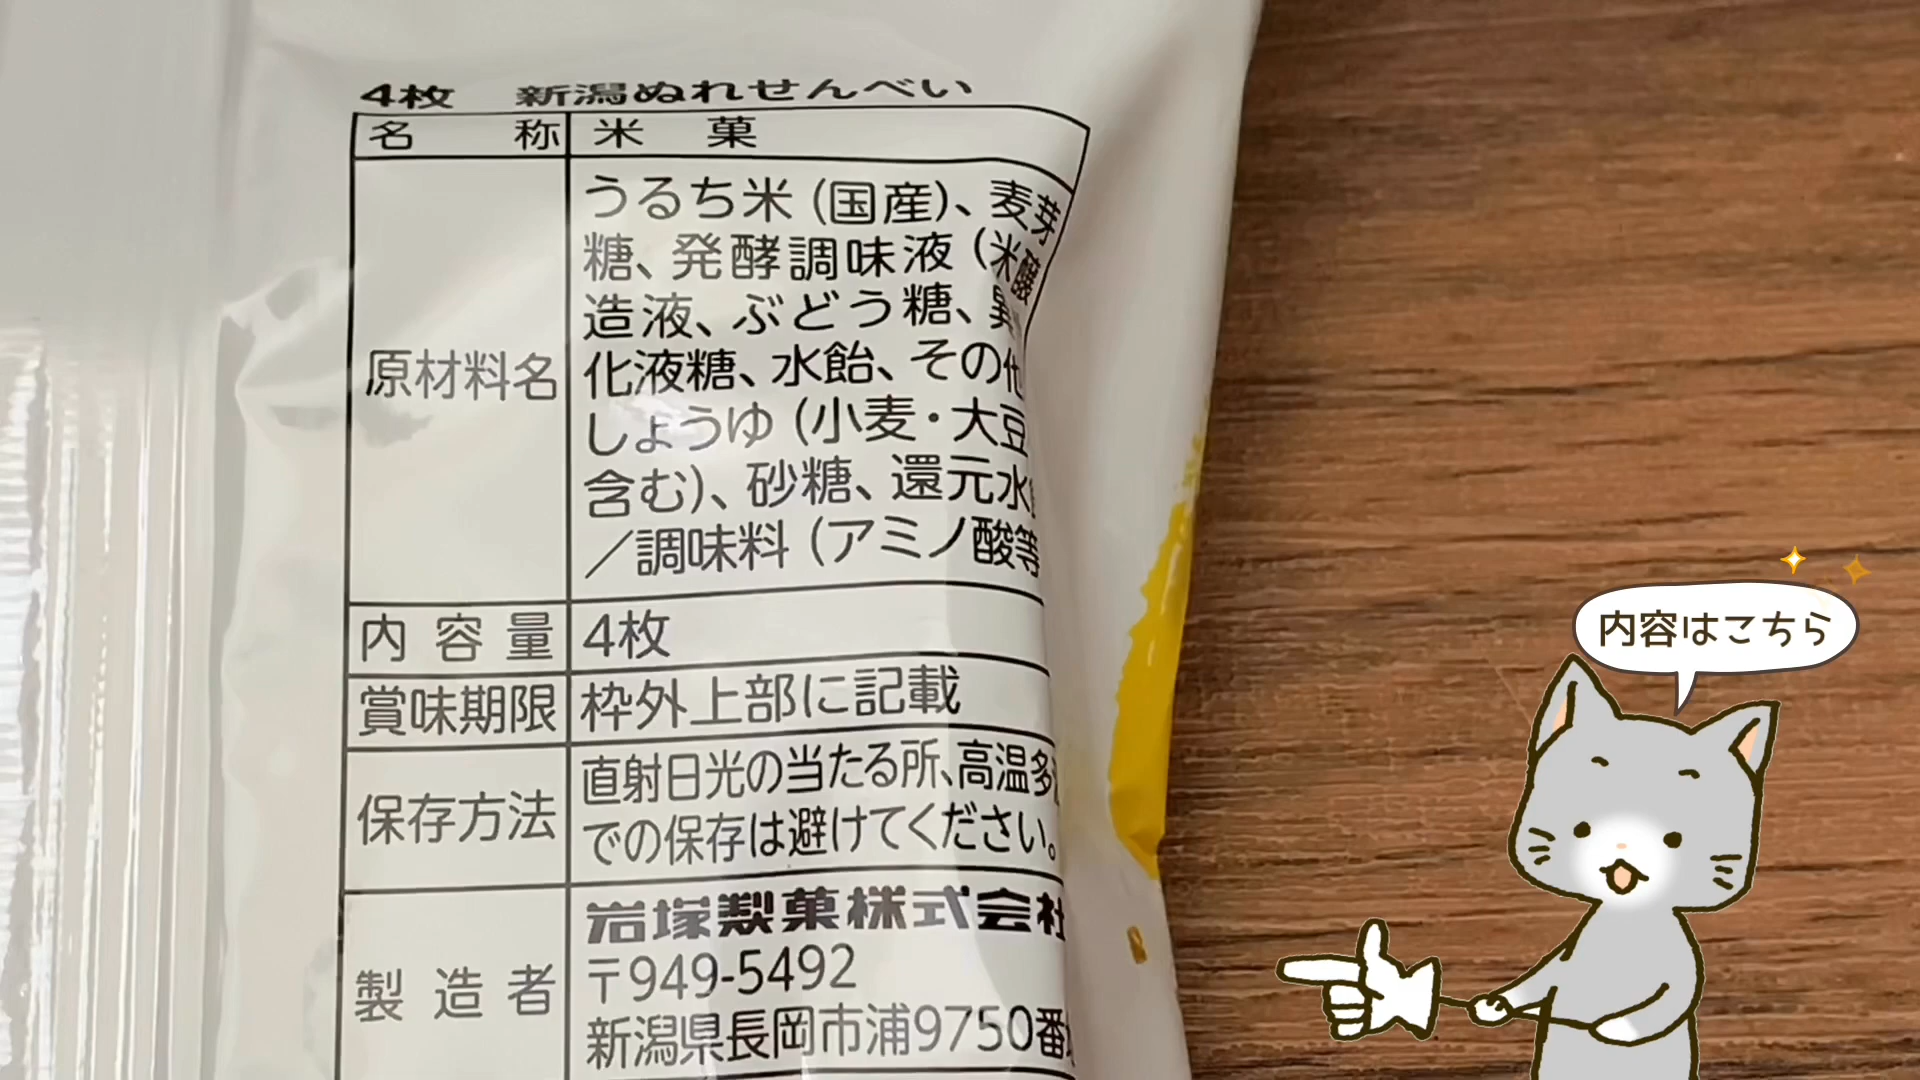 4枚 新潟ぬれせんべい
名称 米菓
原材料名
うるち米(国産)、麦芽
糖、発酵調味液(米醸
造液、ぶどう糖、異
化液糖、水飴、その他
しょうゆ(小麦・大豆
含む)、砂糖、還元水
/調味料(アミノ酸等
内容量 4枚
賞味期限 枠外上部に記載
保存方法
直射日光の当たる所、高温多
での保存は避けてください。
製造者
岩塚製菓株式会社
〒949-5492
新潟県長岡市浦9750番
内容はこちら